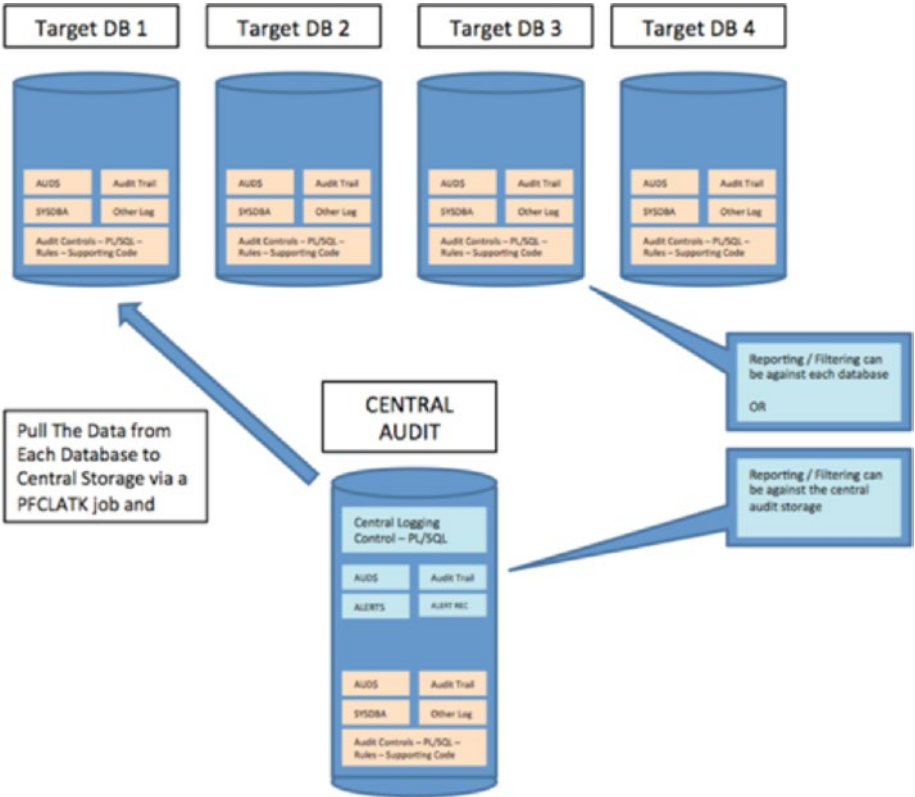 Target DB 1
Target DB 2
Target DB 3
Target DB 4
AUD$
Audit Trail
SYSDBA
Other Log
Audit Controls – PL/SQL –
Rules – Supporting Code
AUD$
Audit Trail
SYSDBA
Other Log
Audit Controls – PL/SQL –
Rules – Supporting Code
AUD$
Audit Trail
SYSDBA
Other Log
Audit Controls – PL/SQL –
Rules – Supporting Code
AUD$
Audit Trail
SYSDBA
Other Log
Audit Controls – PL/SQL –
Rules – Supporting Code
Reporting / Filtering can
be against each database
OR
Pull The Data from
Each Database to
Central Storage via a
PFCLATK job and
CENTRAL
AUDIT
Reporting / Filtering can
be against the central
audit storage
Central Logging
Control – PL/SQL
AUD$
Audit Trail
ALERTS
ALERT REC
AUD$
Audit Trail
SYSDBA
Other Log
Audit Controls – PL/SQL –
Rules – Supporting Code